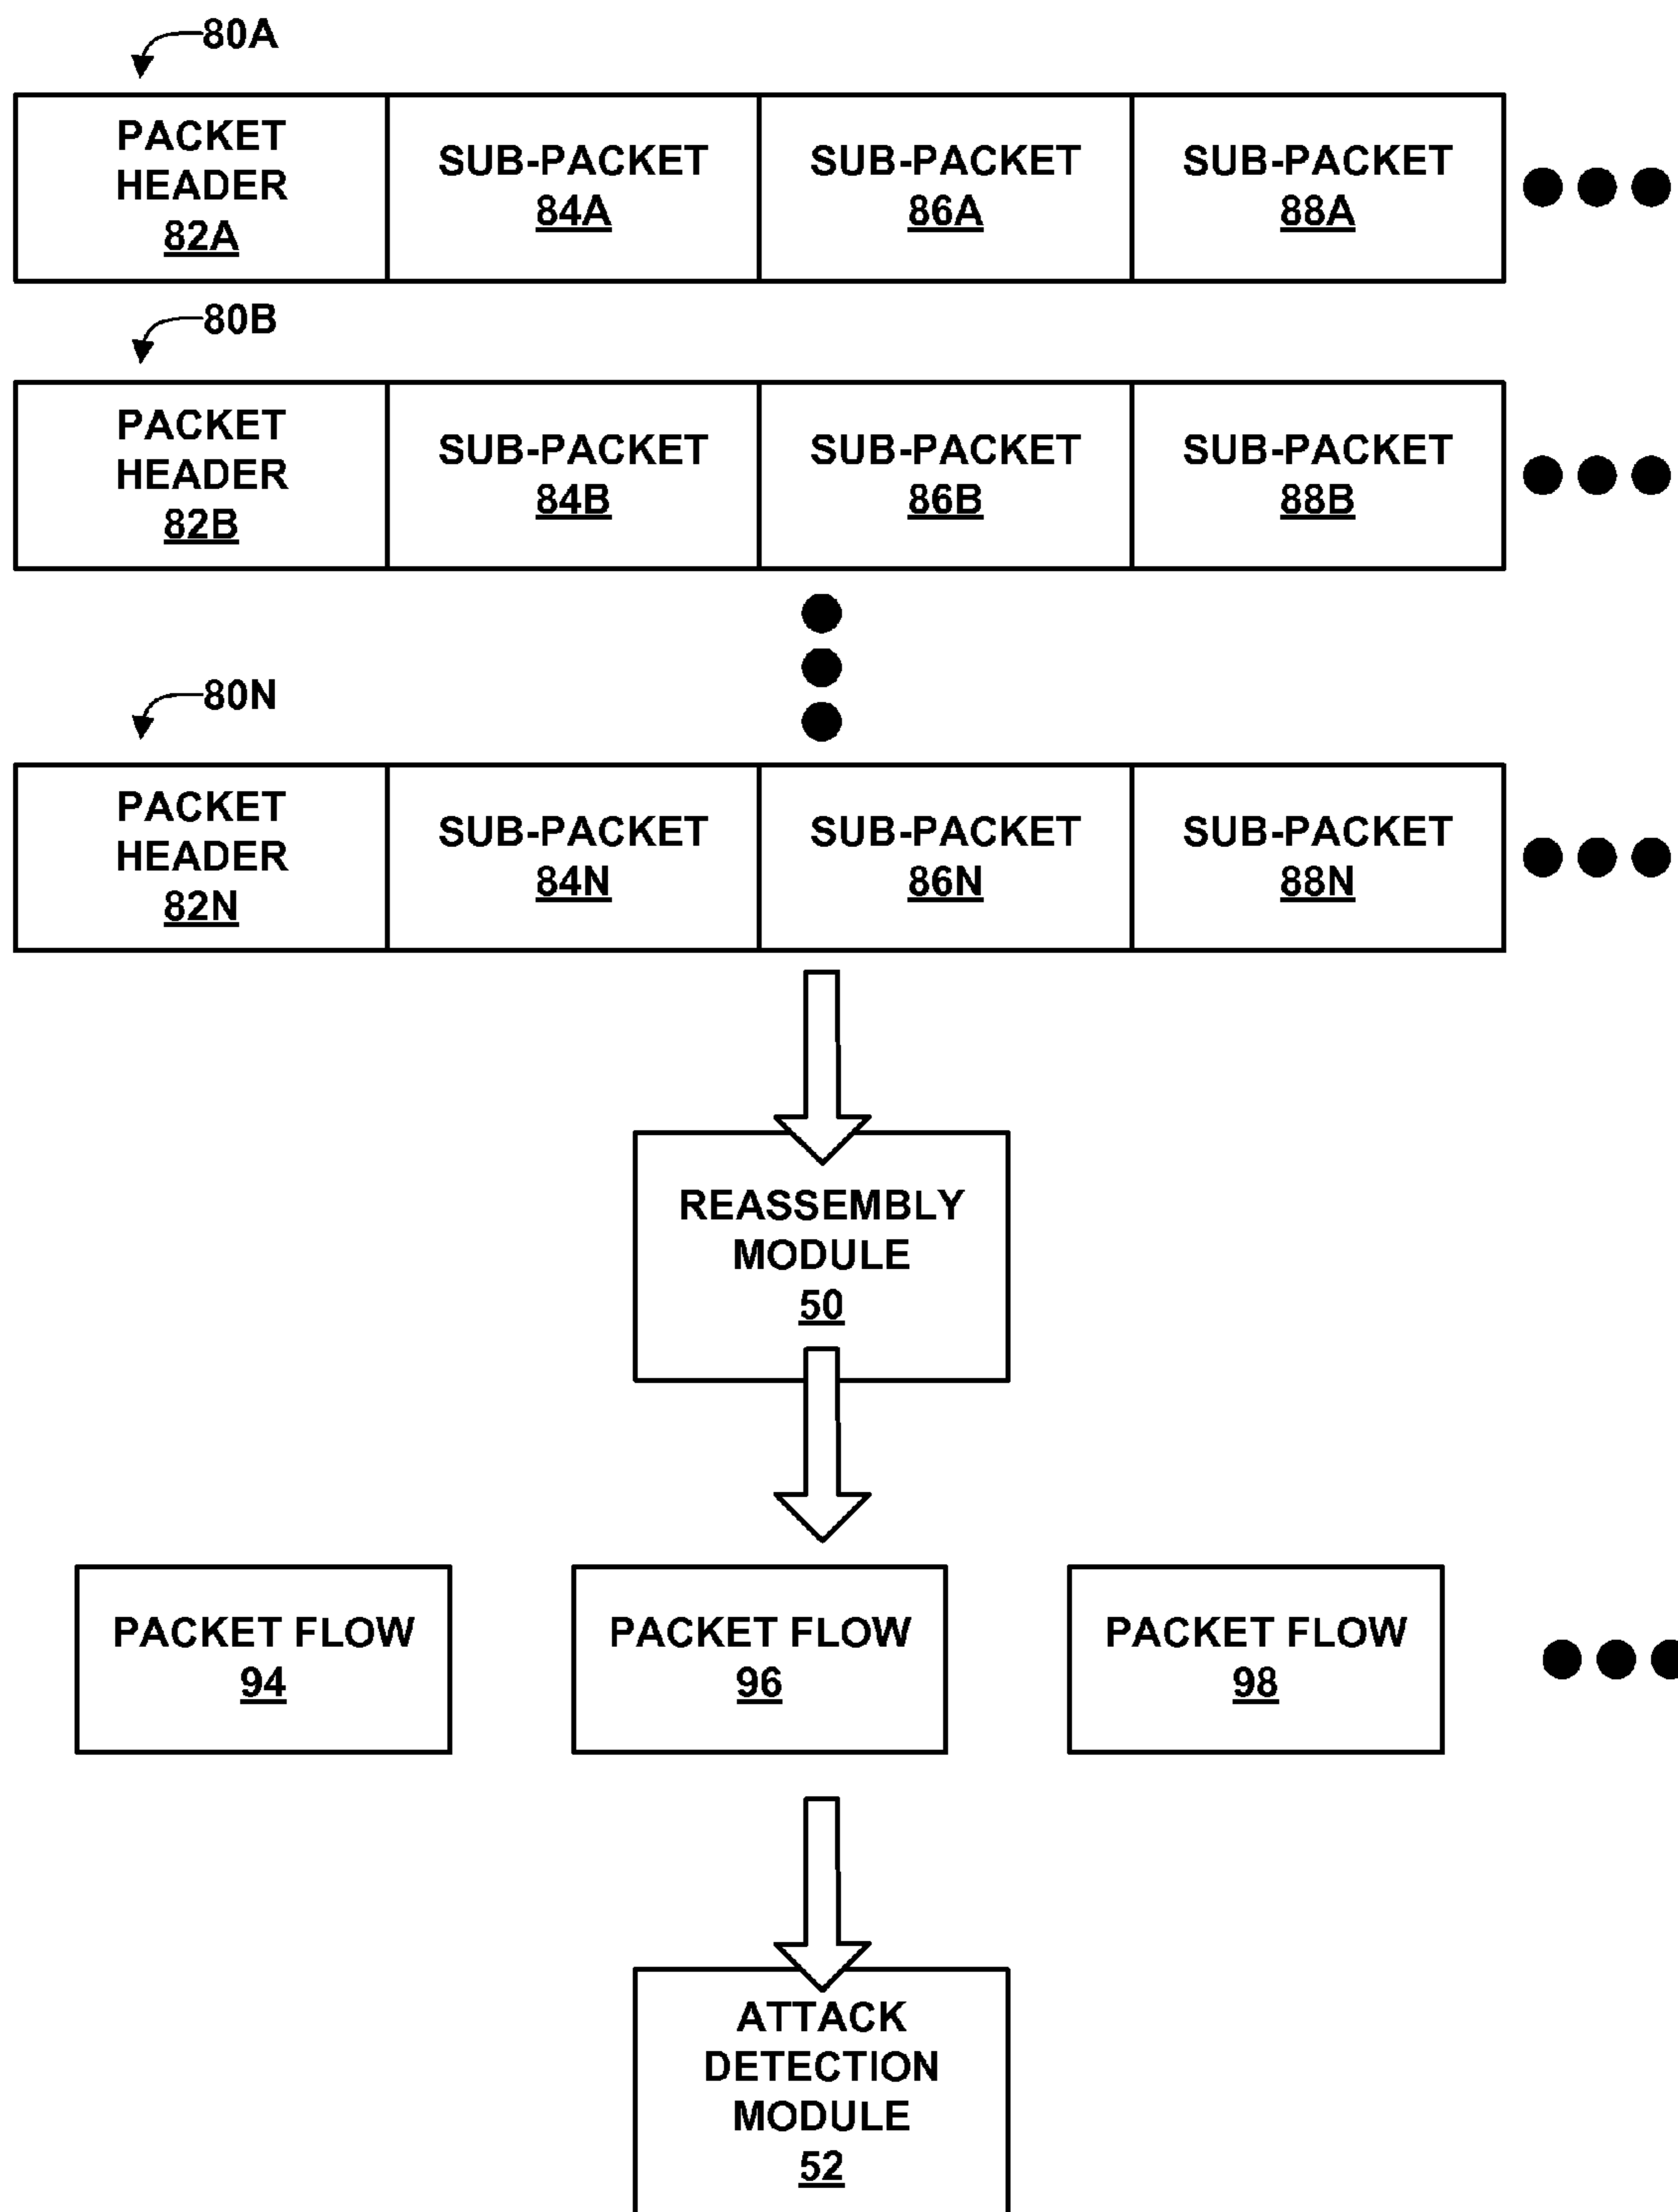 80A
PACKET
HEADER
82A
SUB-PACKET
84A
SUB-PACKET
86A
SUB-PACKET
88A
80B
PACKET
HEADER
82B
SUB-PACKET
84B
SUB-PACKET
86B
SUB-PACKET
88B
80N
PACKET
HEADER
82N
SUB-PACKET
84N
SUB-PACKET
86N
SUB-PACKET
88N
REASSEMBLY
MODULE
50
PACKET FLOW
94
PACKET FLOW
96
PACKET FLOW
98
ATTACK
DETECTION
MODULE
52